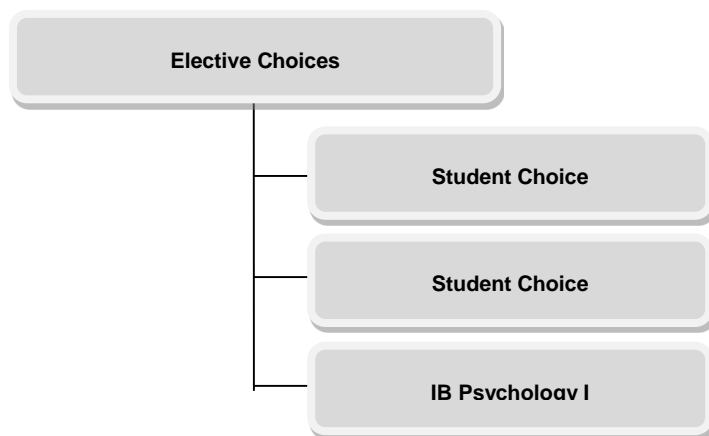 Elective Choices
Student Choice
Student Choice
IB Psychology I